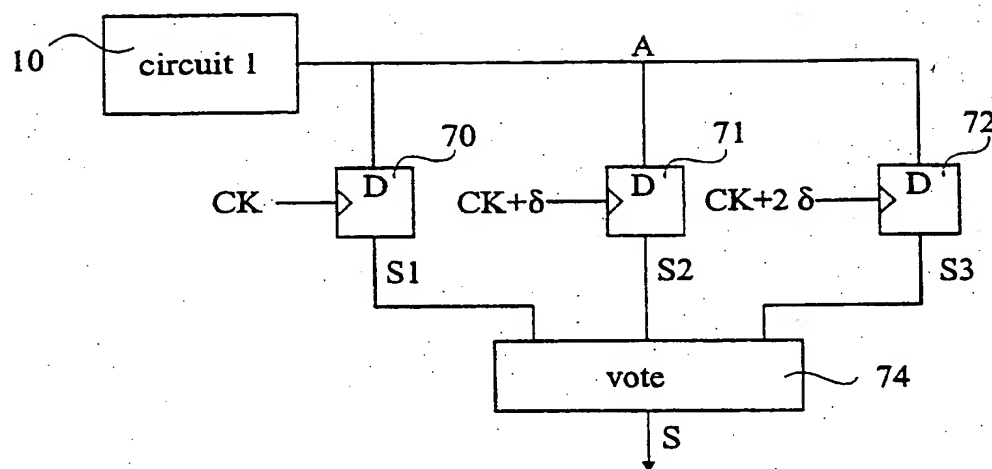 10
circuit 1
A
70
71
72
D
D
D
CK
CK+δ
CK+2 δ
S1
S2
S3
vote
74
S